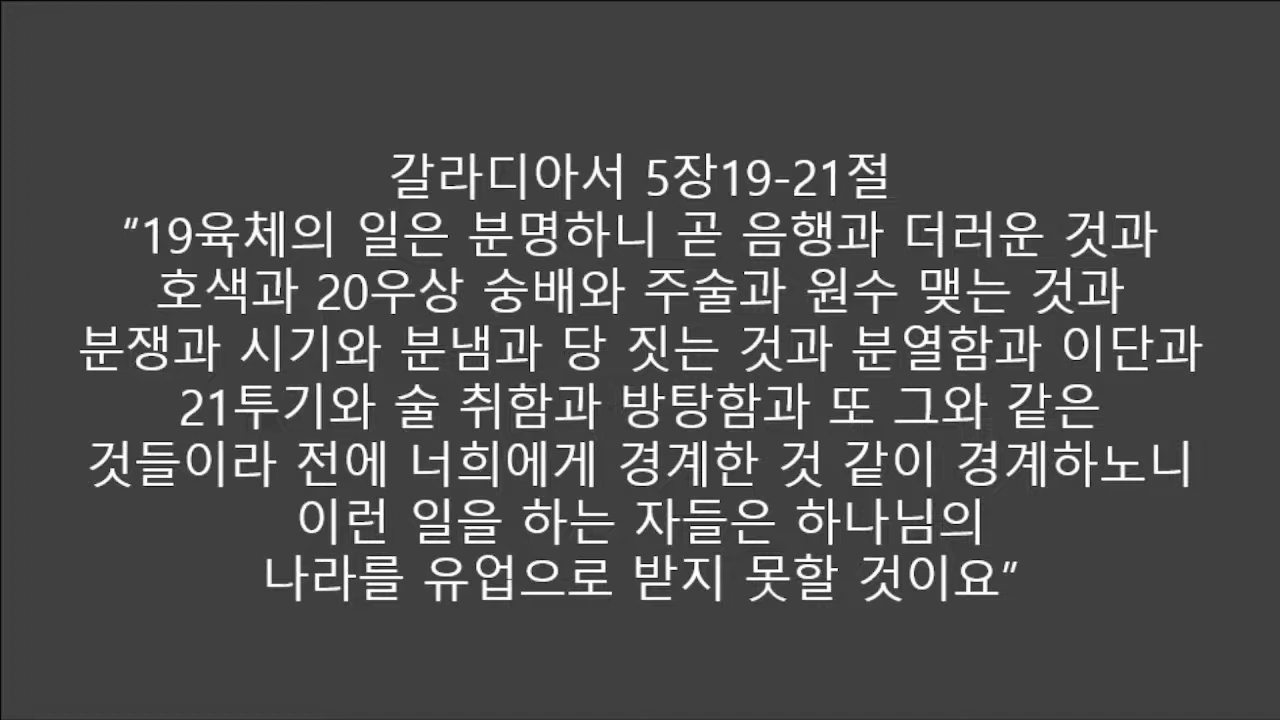 갈라디아서 5장19-21절
“19육체의 일은 분명하니 곧 음행과 더러운 것과
호색과 20우상 숭배와 주술과 원수 맺는 것과
분쟁과 시기와 분냄과 당 짓는 것과 분열함과 이단과
21투기와 술 취함과 방탕함과 또 그와 같은
것들이라 전에 너희에게 경계한 것 같이 경계하노니
이런 일을 하는 자들은 하나님의
나라를 유업으로 받지 못할 것이요”